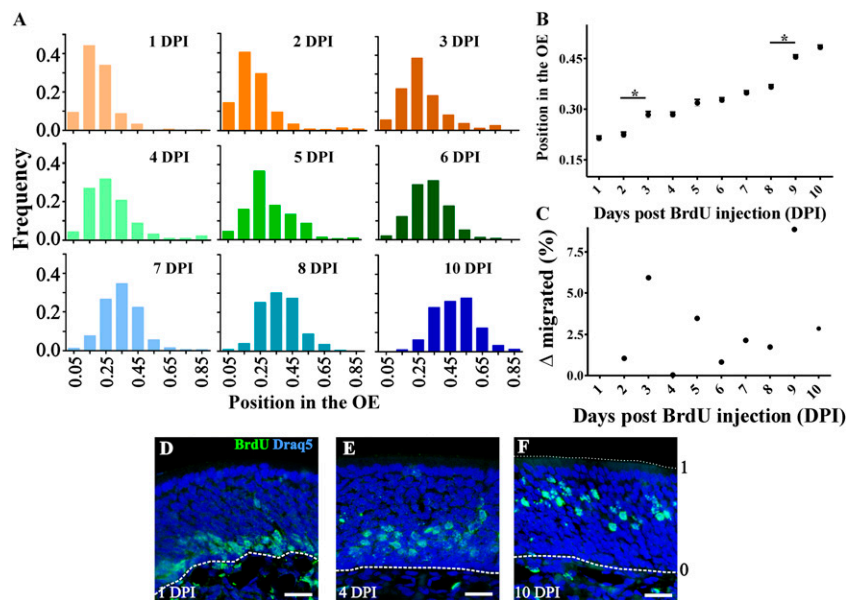 A
1 DPI
2 DPI
3 DPI
0.4
0.2
0.0
4 DPI
5 DPI
6 DPI
0.4
0.2
0.0
7 DPI
8 DPI
10 DPI
0.4
0.2
0.0
Frequency
0.05 0.25 0.45 0.65 0.85
0.05 0.25 0.45 0.65 0.85
0.05 0.25 0.45 0.65 0.85
Position in the OE
B
*
*
0.45
0.30
0.15
Position in the OE
1 2 3 4 5 6 7 8 9 10
Days post BrdU injection (DPI)
C
7.5
5.0
2.5
0.0
Δ migrated (%)
1 2 3 4 5 6 7 8 9 10
Days post BrdU injection (DPI)
D
BrdU Draq5
1 DPI
E
4 DPI
F
10 DPI
1
0